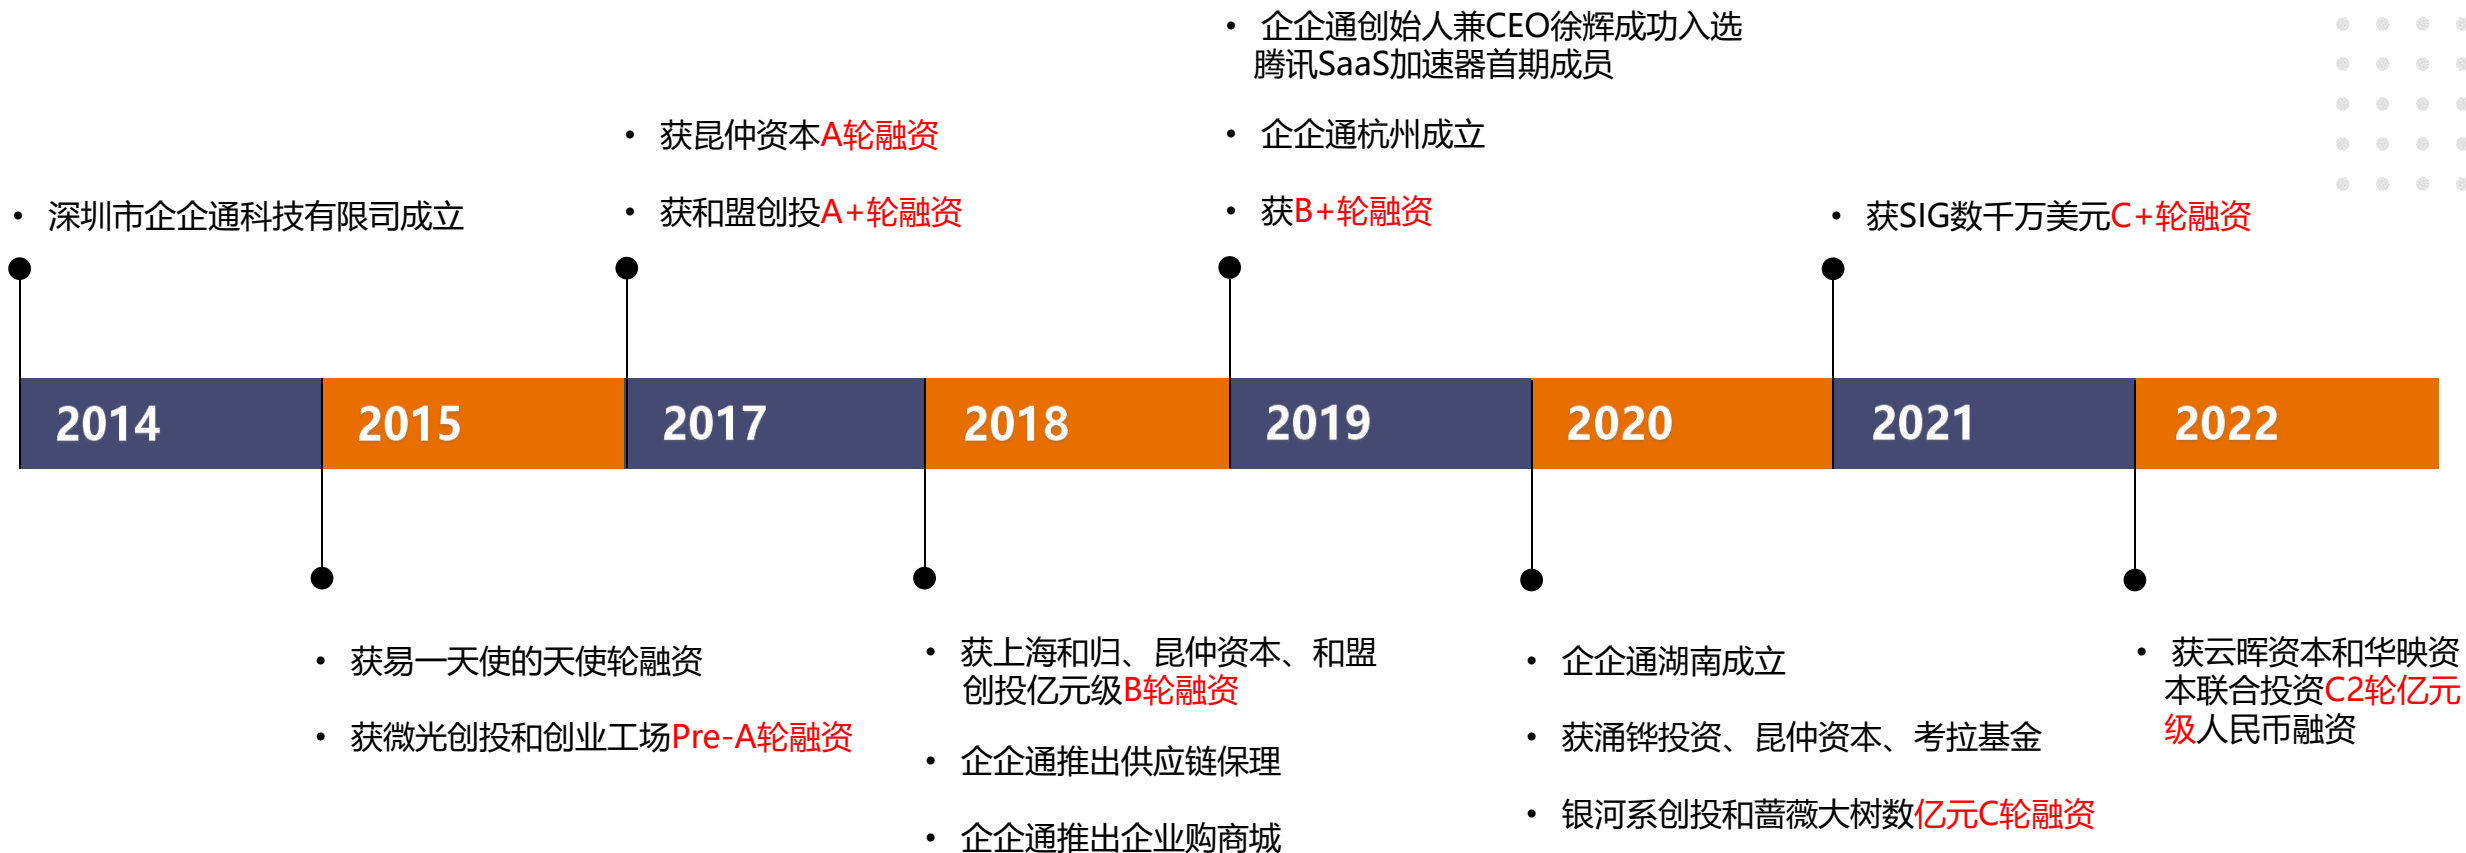 • 企企通创始人兼CEO徐辉成功入选
腾讯SaaS加速器首期成员
• 获昆仲资本A轮融资
• 企企通杭州成立
• 深圳市企企通科技有限司成立
• 获和盟创投A+轮融资
• 获B+轮融资
• 获SIG数千万美元C+轮融资
2014
2015
2017
2018
2019
2020
2021
2022
• 获易一天使的天使轮融资
• 获微光创投和创业工场Pre-A轮融资
• 获上海和归、昆仲资本、和盟
创投亿元级B轮融资
• 企企通推出供应链保理
• 企企通推出企业购商城
• 企企通湖南成立
• 获涌铧投资、昆仲资本、考拉基金
• 银河系创投和蔷薇大树数亿元C轮融资
• 获云晖资本和华映资
本联合投资C2轮亿元
级人民币融资